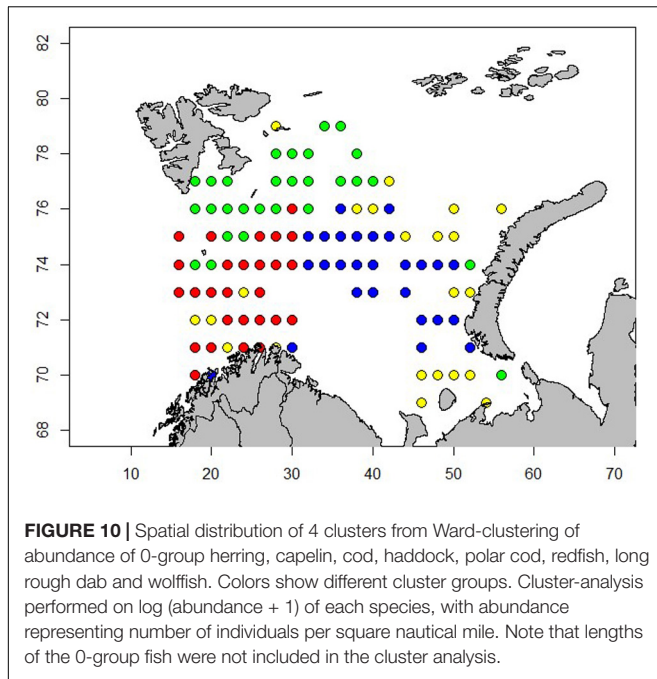 82
80
78
76
74
72
70
68
10 20 30 40 50 60 70
FIGURE 10 | Spatial distribution of 4 clusters from Ward-clustering of
abundance of 0-group herring, capelin, cod, haddock, polar cod, redfish, long
rough dab and wolffish. Colors show different cluster groups. Cluster-analysis
performed on log (abundance + 1) of each species, with abundance
representing number of individuals per square nautical mile. Note that lengths
of the 0-group fish were not included in the cluster analysis.